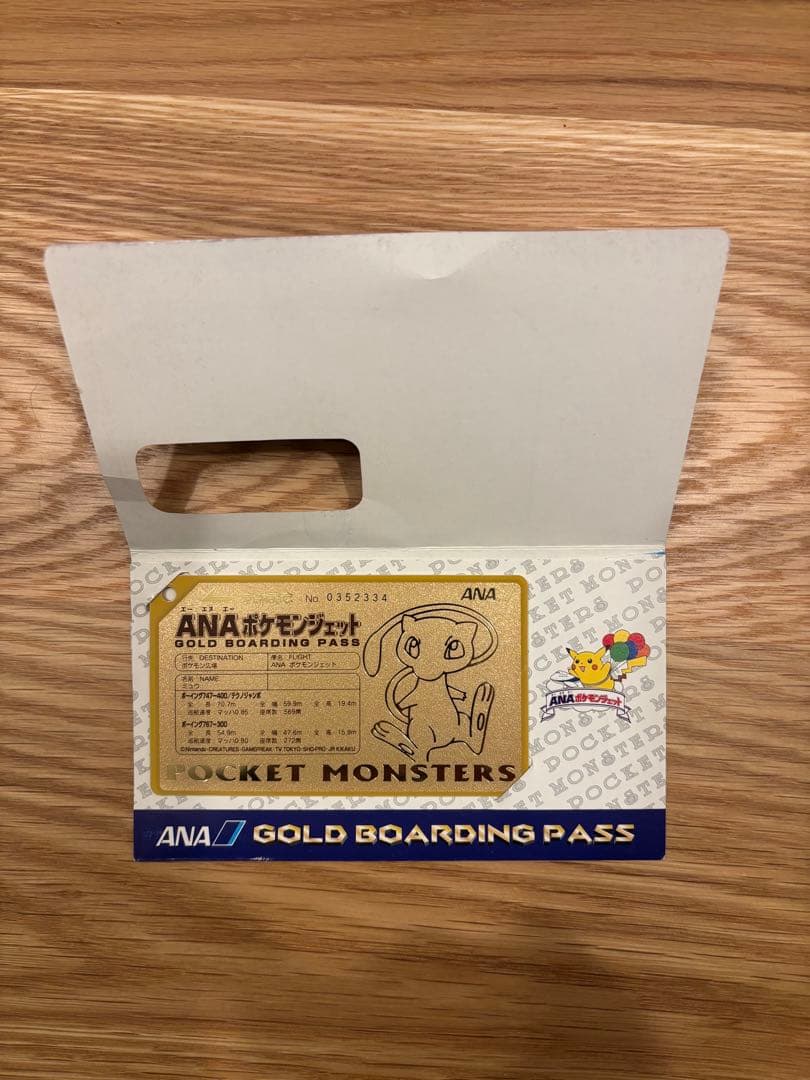 No. 0352334
ANA
エー エヌ エー
ANAポケモンジェット
GOLD BOARDING PASS
行先 DESTINATION
ポケモン広場
便名 FLIGHT
ANA ポケモンジェット
名前 NAME
ミュウ
ボーイング747-400/テクノジャンボ
全 長 70.7m 全 幅 59.9m 全 高 19.4m
巡航速度 マッハ0.85 座席数 569席
ボーイング767-300
全 長 54.9m 全 幅 47.6m 全 高 15.9m
巡航速度 マッハ0.80 座席数 272席
©Nintendo・CREATURES・GAMEFREAK・TV TOKYO・SHO-PRO・JR KIKAKU
POCKET MONSTERS
ANAポケモンジェット
POCKET MONSTERS
POCKET MONSTERS
ANA GOLD BOARDING PASS